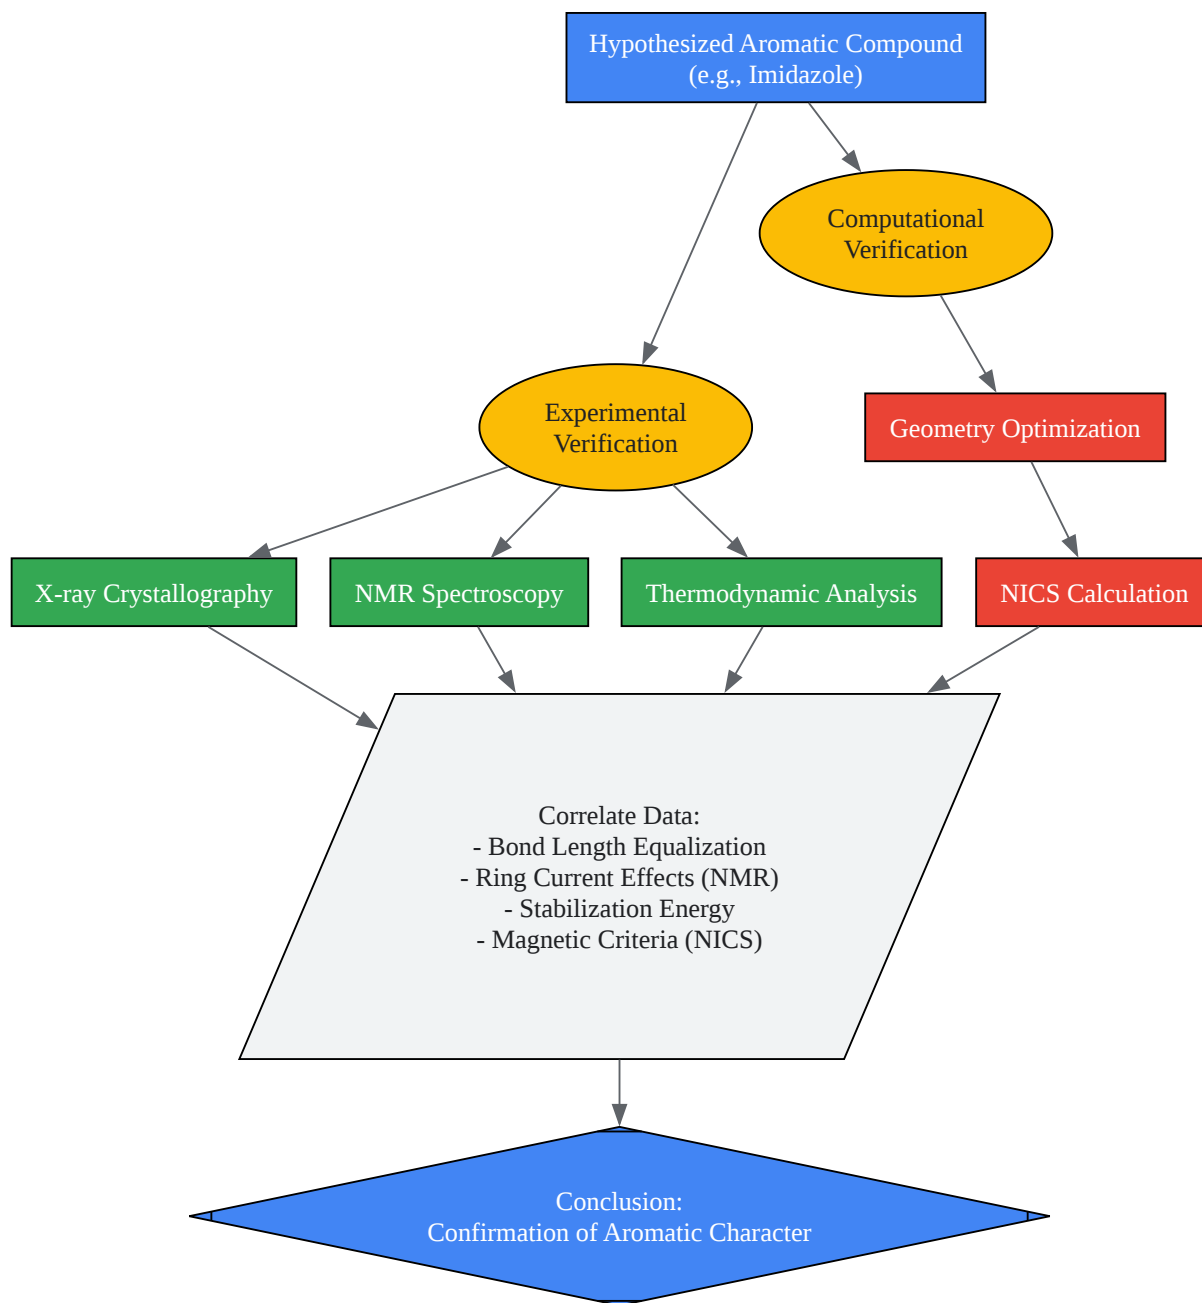 Hypothesized Aromatic Compound
(e.g., Imidazole)
Computational
Verification
Experimental
Verification
Geometry Optimization
X-ray Crystallography
NMR Spectroscopy
Thermodynamic Analysis
NICS Calculation
Correlate Data:
- Bond Length Equalization
- Ring Current Effects (NMR)
- Stabilization Energy
- Magnetic Criteria (NICS)
Conclusion:
Confirmation of Aromatic Character